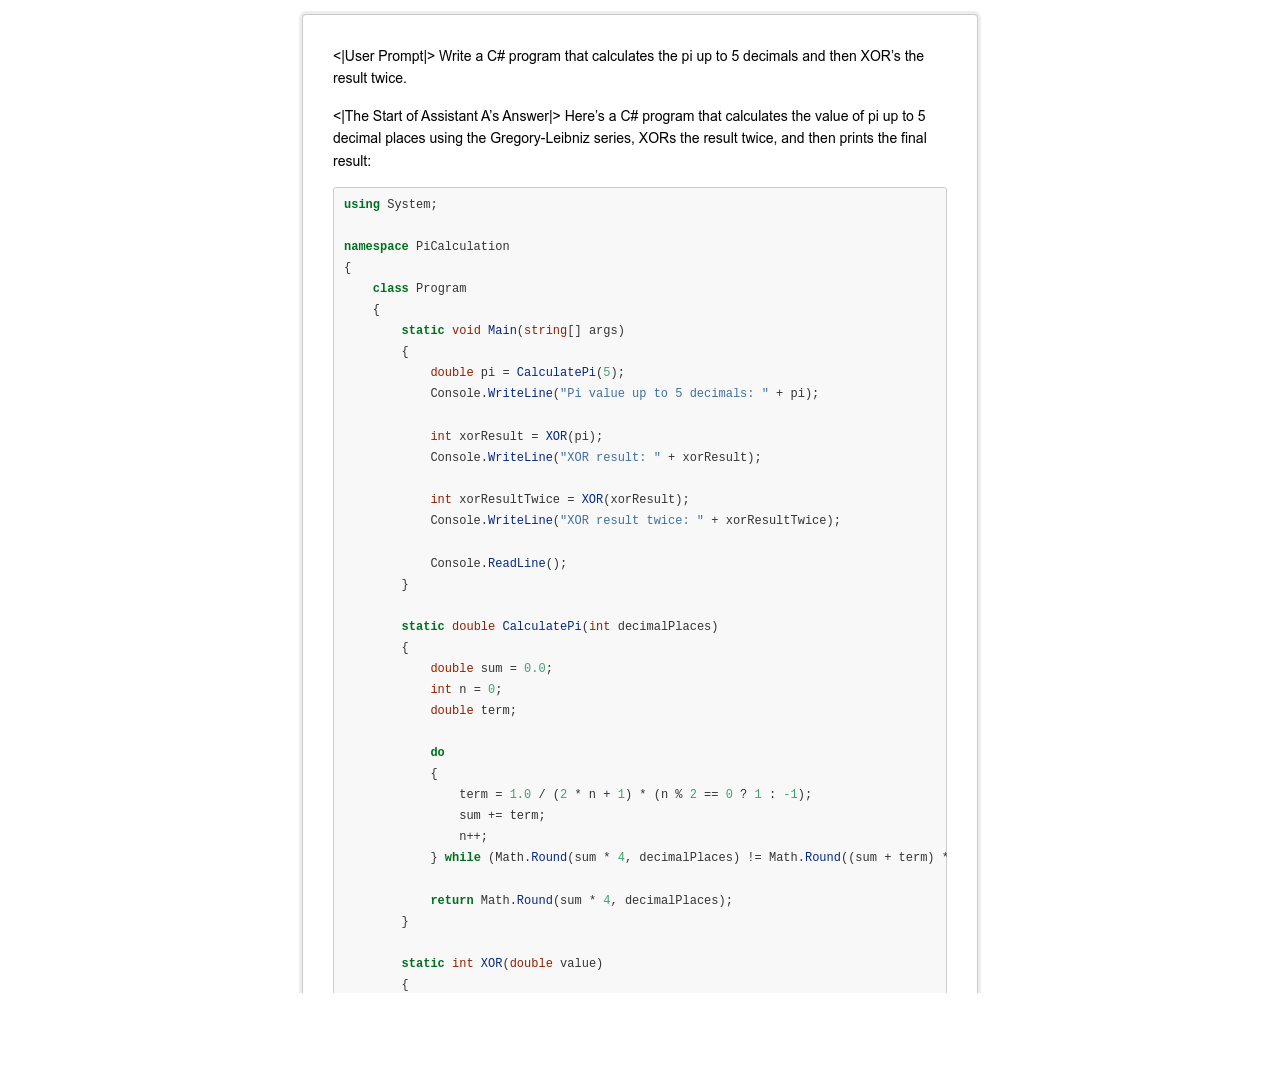 <|User Prompt|> Write a C# program that calculates the pi up to 5 decimals and then XOR’s the
result twice.
<|The Start of Assistant A’s Answer|> Here’s a C# program that calculates the value of pi up to 5
decimal places using the Gregory-Leibniz series, XORs the result twice, and then prints the final
result:
using System;
namespace PiCalculation
{
    class Program
    {
        static void Main(string[] args)
        {
            double pi = CalculatePi(5);
            Console.WriteLine("Pi value up to 5 decimals: " + pi);
            int xorResult = XOR(pi);
            Console.WriteLine("XOR result: " + xorResult);
            int xorResultTwice = XOR(xorResult);
            Console.WriteLine("XOR result twice: " + xorResultTwice);
            Console.ReadLine();
        }
        static double CalculatePi(int decimalPlaces)
        {
            double sum = 0.0;
            int n = 0;
            double term;
            do
            {
                term = 1.0 / (2 * n + 1) * (n % 2 == 0 ? 1 : -1);
                sum += term;
                n++;
            } while (Math.Round(sum * 4, decimalPlaces) != Math.Round((sum + term) *
            return Math.Round(sum * 4, decimalPlaces);
        }
        static int XOR(double value)
        {